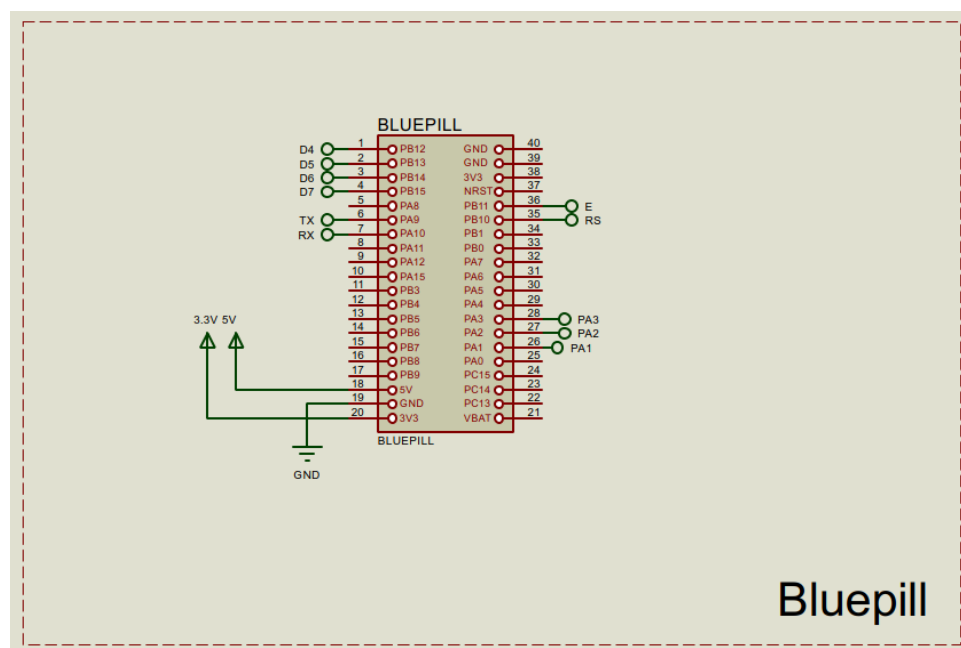 BLUEPILL
D4 1 PB12 GND 40
D5 2 PB13 GND 39
D6 3 PB14 3V3 38
D7 4 PB15 NRST 37
5 PA8 PB11 36 E
TX 6 PA9 PB10 35 RS
RX 7 PA10 PB1 34
8 PA11 PB0 33
9 PA12 PA7 32
10 PA15 PA6 31
11 PB3 PA5 30
12 PB4 PA4 29
13 PB5 PA3 28 PA3
3.3V 5V 14 PB6 PA2 27 PA2
15 PB7 PA1 26 PA1
16 PB8 PA0 25
17 PB9 PC15 24
18 5V PC14 23
19 GND PC13 22
20 3V3 VBAT 21
BLUEPILL
GND
Bluepill